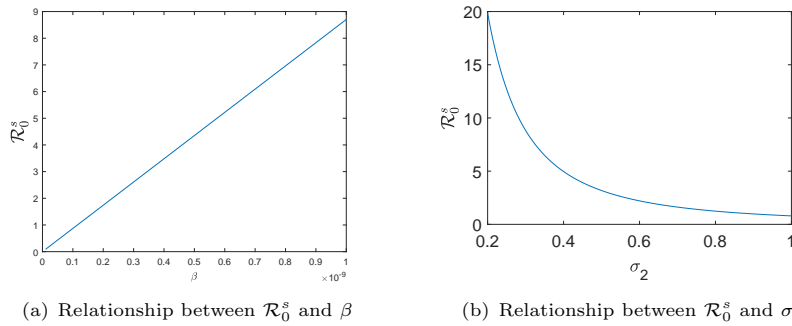 9
8
7
6
5
4
3
2
1
0
0 0.1 0.2 0.3 0.4 0.5 0.6 0.7 0.8 0.9 1
×10⁻⁹
β
ℛ₀ˢ
20
15
10
5
0
0.2 0.4 0.6 0.8 1
σ₂
ℛ₀ˢ
(a) Relationship between ℛ₀ˢ and β
(b) Relationship between ℛ₀ˢ and σ